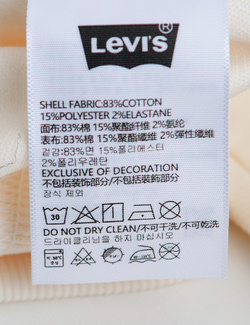 LEVI'S
SHELL FABRIC:83%COTTON
15%POLYESTER 2%ELASTANE
面布:83%棉 15%聚酯纤维 2%氨纶
表布:83%棉 15%聚酯纖維 2%彈性纖維
겉감:83%면 15%폴리에스터
2%폴리우레탄
EXCLUSIVE OF DECORATION
不包括装饰部分/不包括裝飾部分
장식 제외
30
DO NOT DRY CLEAN/不可干洗/不可乾洗
드라이클리닝을 하지 마십시오